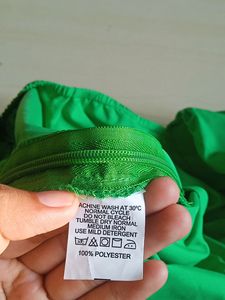 ACHINE WASH AT 30°C
NORMAL CYCLE
DO NOT BLEACH
TUMBLE DRY NORMAL
MEDIUM IRON
USE MILD DETERGENT
100% POLYESTER